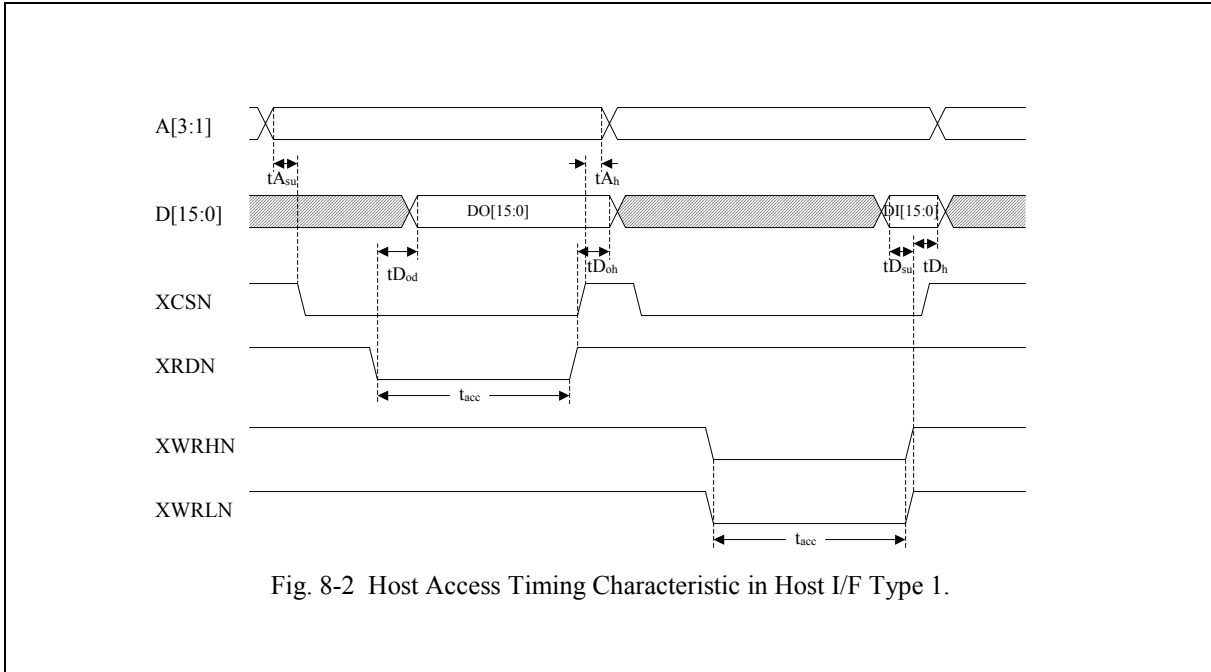 A[3:1]
tAsu
tAh
D[15:0]
DO[15:0]
DI[15:0]
tDod
tDoh
tDsu
tDh
XCSN
XRDN
tacc
XWRHN
XWRLN
tacc
Fig. 8-2 Host Access Timing Characteristic in Host I/F Type 1.